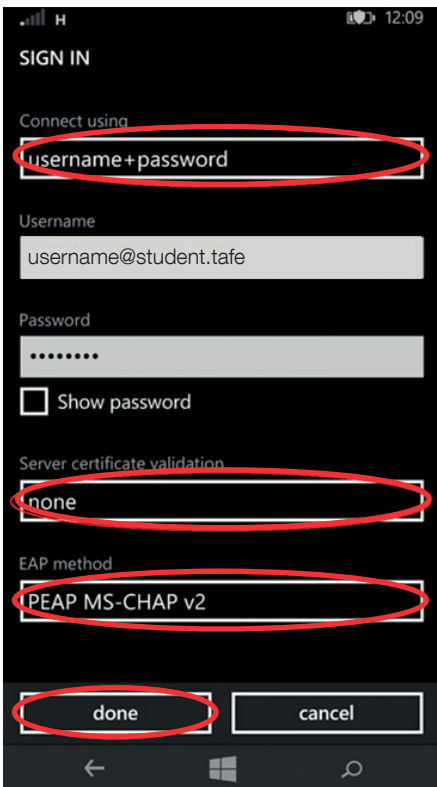 H 12:09
SIGN IN
Connect using
username+password
Username
username@student.tafe
Password
••••••••
Show password
Server certificate validation
none
EAP method
PEAP MS-CHAP v2
done cancel